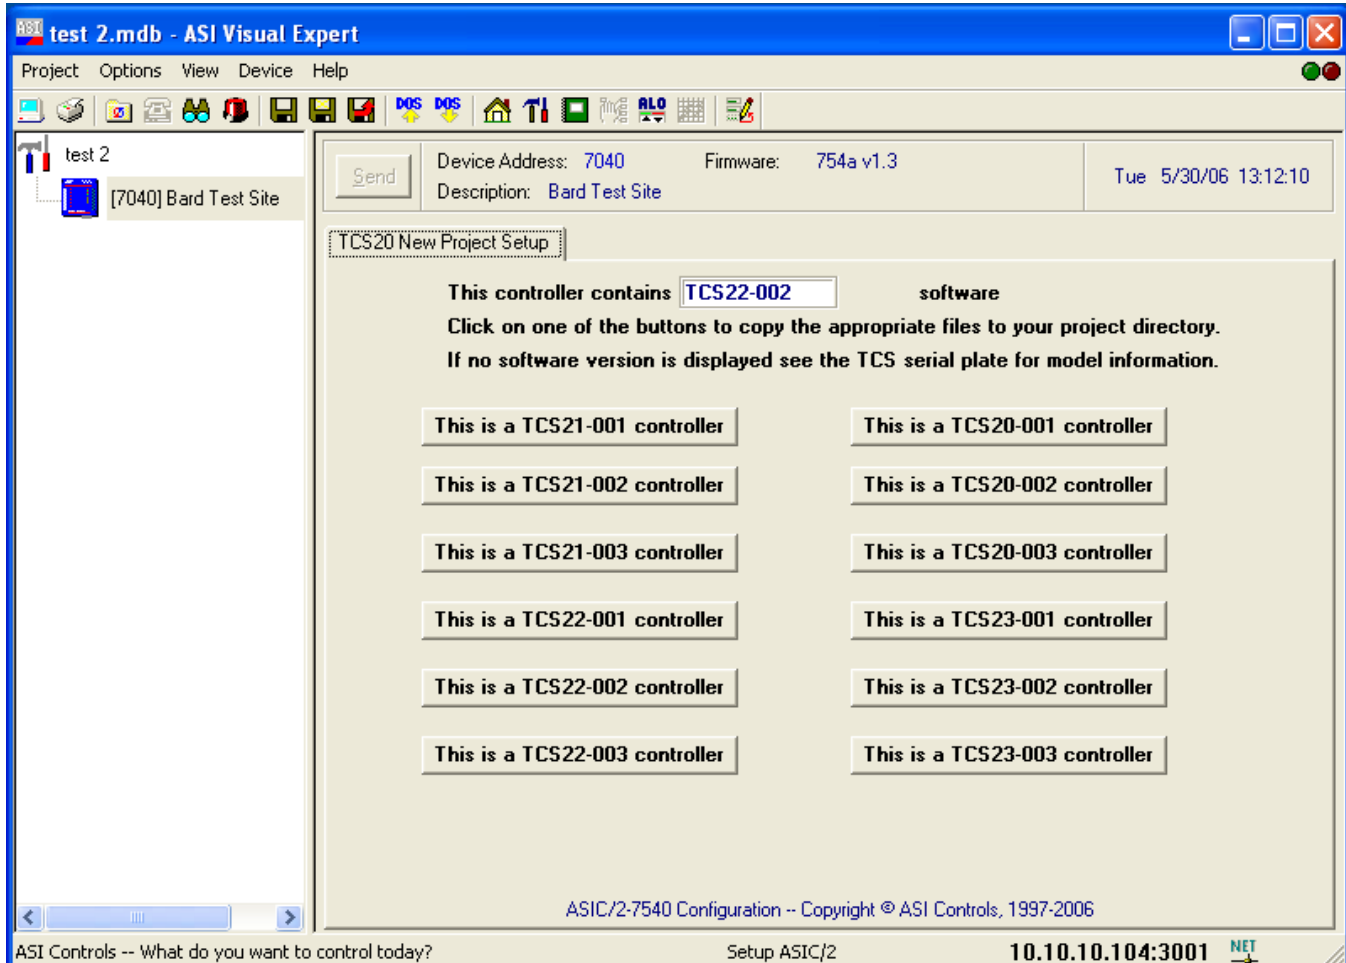 ASI test 2.mdb - ASI Visual Expert
Project Options View Device Help
DOS DOS ALO
test 2
[7040] Bard Test Site
Send
Device Address: 7040 Firmware: 754a v1.3
Description: Bard Test Site
Tue 5/30/06 13:12:10
TCS20 New Project Setup
This controller contains TCS22-002 software
Click on one of the buttons to copy the appropriate files to your project directory.
If no software version is displayed see the TCS serial plate for model information.
This is a TCS21-001 controller This is a TCS20-001 controller
This is a TCS21-002 controller This is a TCS20-002 controller
This is a TCS21-003 controller This is a TCS20-003 controller
This is a TCS22-001 controller This is a TCS23-001 controller
This is a TCS22-002 controller This is a TCS23-002 controller
This is a TCS22-003 controller This is a TCS23-003 controller
ASIC/2-7540 Configuration -- Copyright © ASI Controls, 1997-2006
ASI Controls -- What do you want to control today? Setup ASIC/2 10.10.10.104:3001 NET